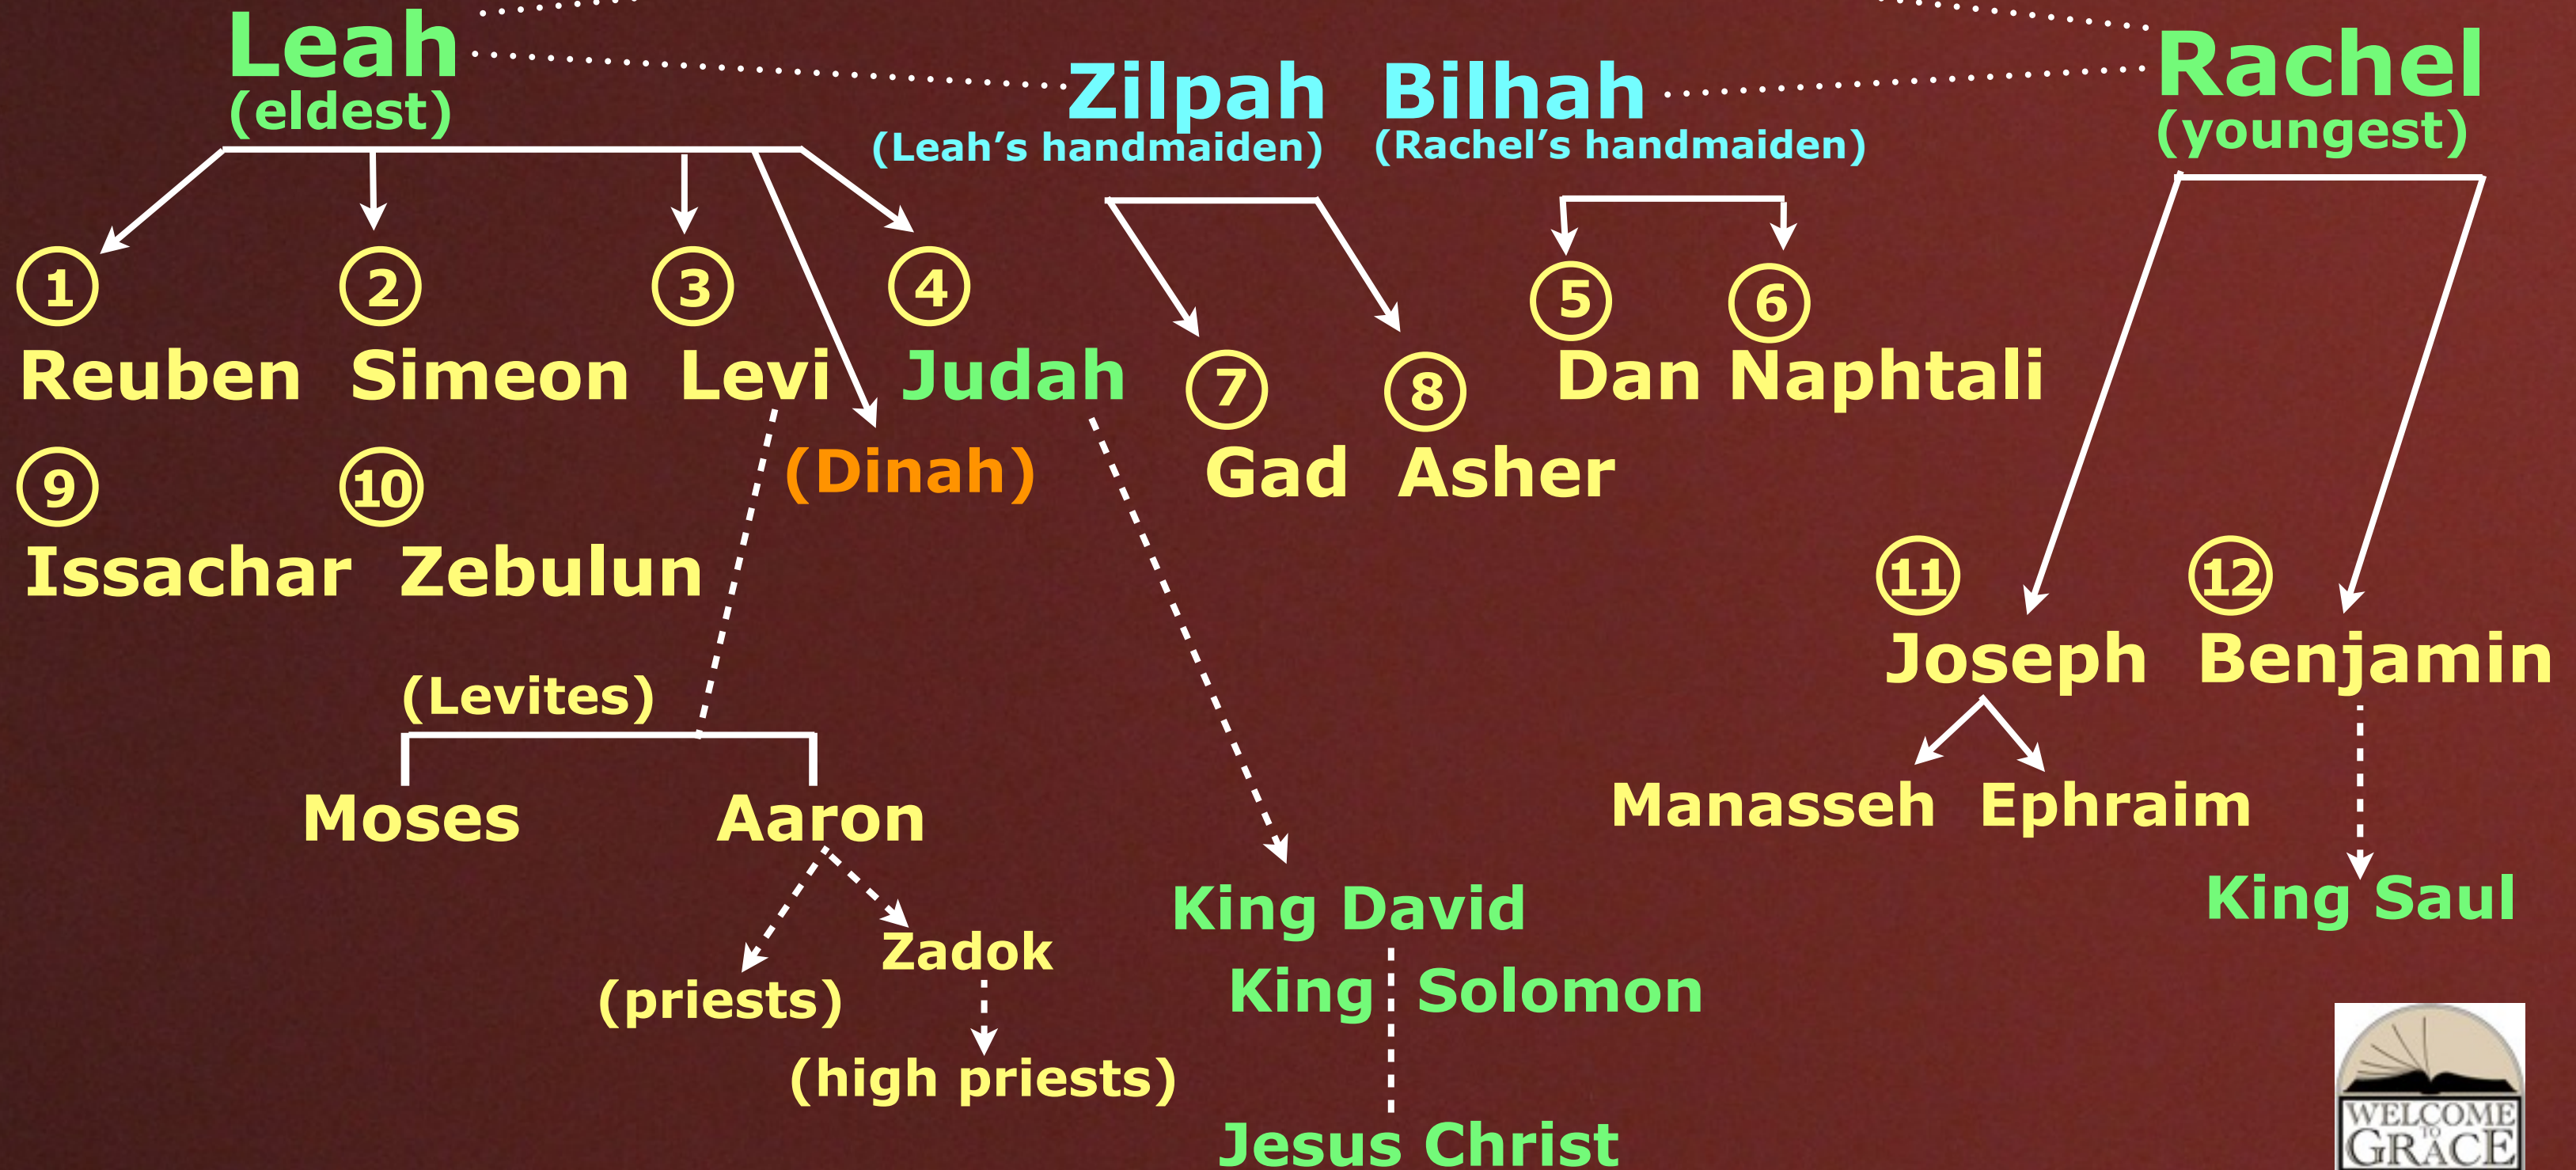 Leah
(eldest)
Zilpah
(Leah’s handmaiden)
Bilhah
(Rachel’s handmaiden)
Rachel
(youngest)
1 2 3 4
Reuben Simeon Levi Judah
(Dinah)
9 10
Issachar Zebulun
7 8
Gad Asher
5 6
Dan Naphtali
11 12
Joseph Benjamin
(Levites)
Moses Aaron
Manasseh Ephraim
(priests)
Zadok
(high priests)
King David
King Solomon
Jesus Christ
King Saul
WELCOME
TO
GRACE